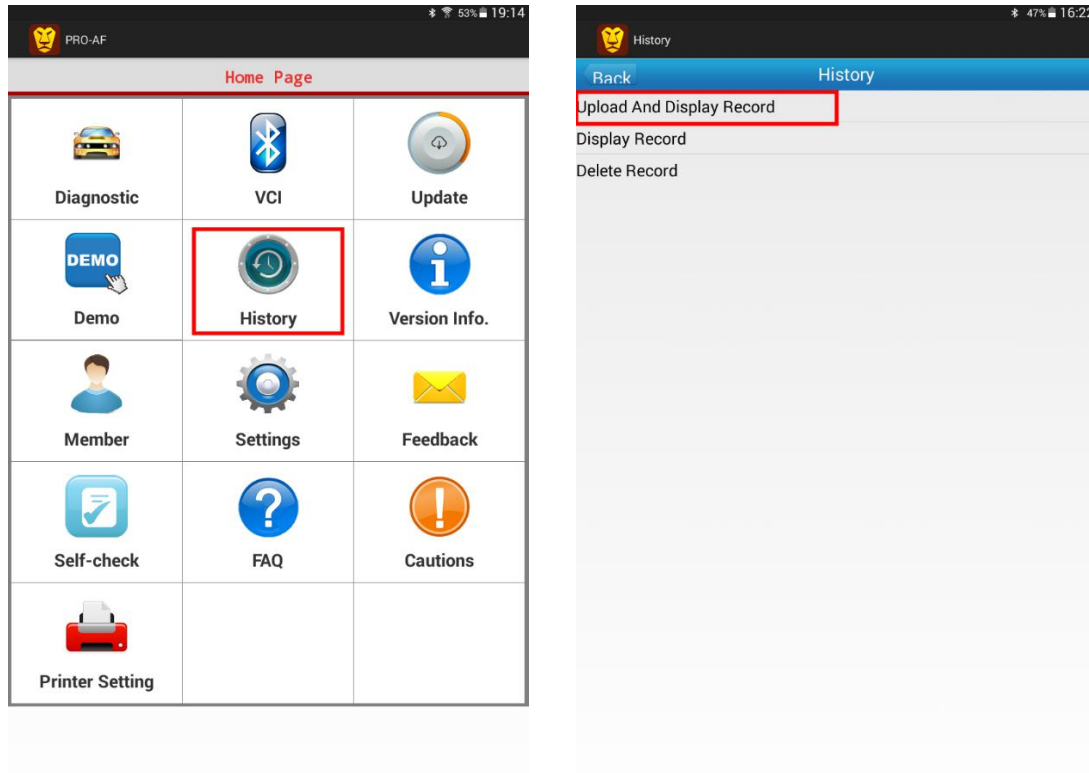 53% 19:14
PRO-AF
Home Page
Diagnostic VCI Update
DEMO
Demo History Version Info.
Member Settings Feedback
Self-check FAQ Cautions
Printer Setting
47% 16:22
History
Back History
Upload And Display Record
Display Record
Delete Record